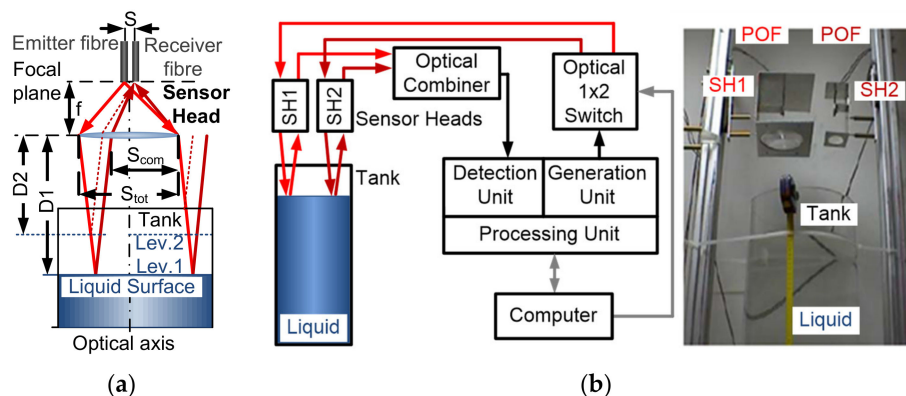 S
Emitter fibre
Receiver fibre
Focal plane
f
Sensor Head
D2
D1
S_com
S_tot
Tank
Lev.2
Lev.1
Liquid Surface
Optical axis
(a)
SH1
SH2
Optical Combiner
Optical 1x2 Switch
Sensor Heads
Tank
Detection Unit
Generation Unit
Processing Unit
Liquid
Computer
POF
POF
SH1
SH2
Tank
Liquid
(b)